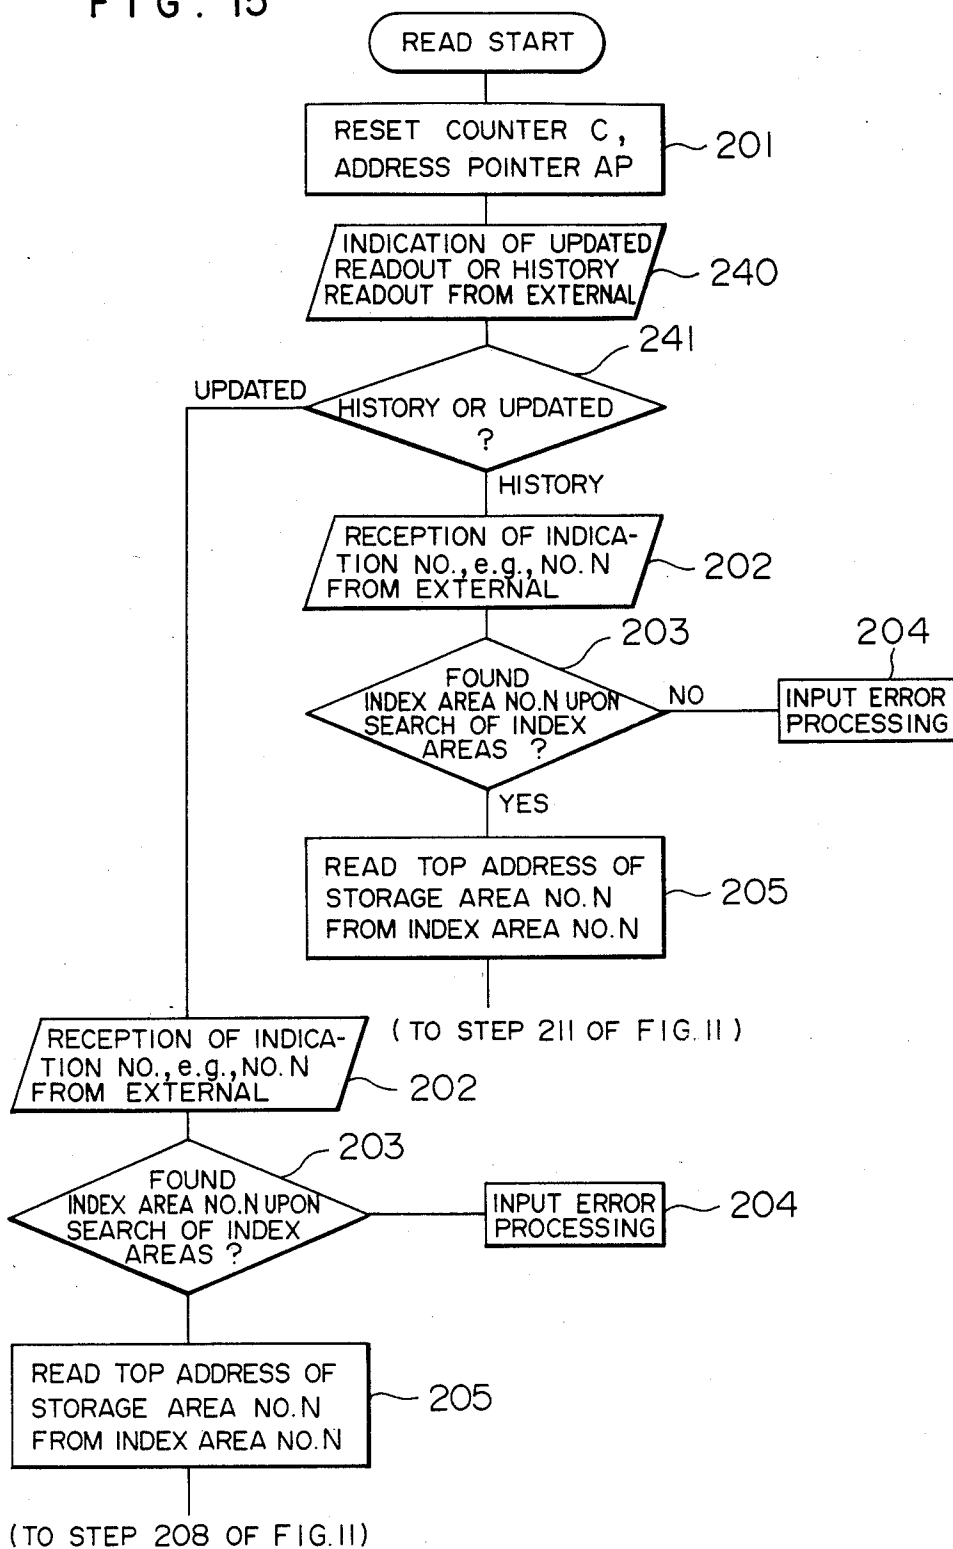 FIG. 15
READ START
RESET COUNTER C,
ADDRESS POINTER AP
201
INDICATION OF UPDATED
READOUT OR HISTORY
READOUT FROM EXTERNAL
240
241
UPDATED
HISTORY OR UPDATED
?
HISTORY
RECEPTION OF INDICA-
TION NO., e.g., NO. N
FROM EXTERNAL
202
203
204
FOUND
INDEX AREA NO. N UPON
SEARCH OF INDEX
AREAS ?
NO
INPUT ERROR
PROCESSING
YES
READ TOP ADDRESS OF
STORAGE AREA NO. N
FROM INDEX AREA NO. N
205
(TO STEP 211 OF FIG. 11)
RECEPTION OF INDICA-
TION NO., e.g., NO. N
FROM EXTERNAL
202
203
FOUND
INDEX AREA NO. N UPON
SEARCH OF INDEX
AREAS ?
INPUT ERROR
PROCESSING
204
READ TOP ADDRESS OF
STORAGE AREA NO. N
FROM INDEX AREA NO. N
205
(TO STEP 208 OF FIG. 11)